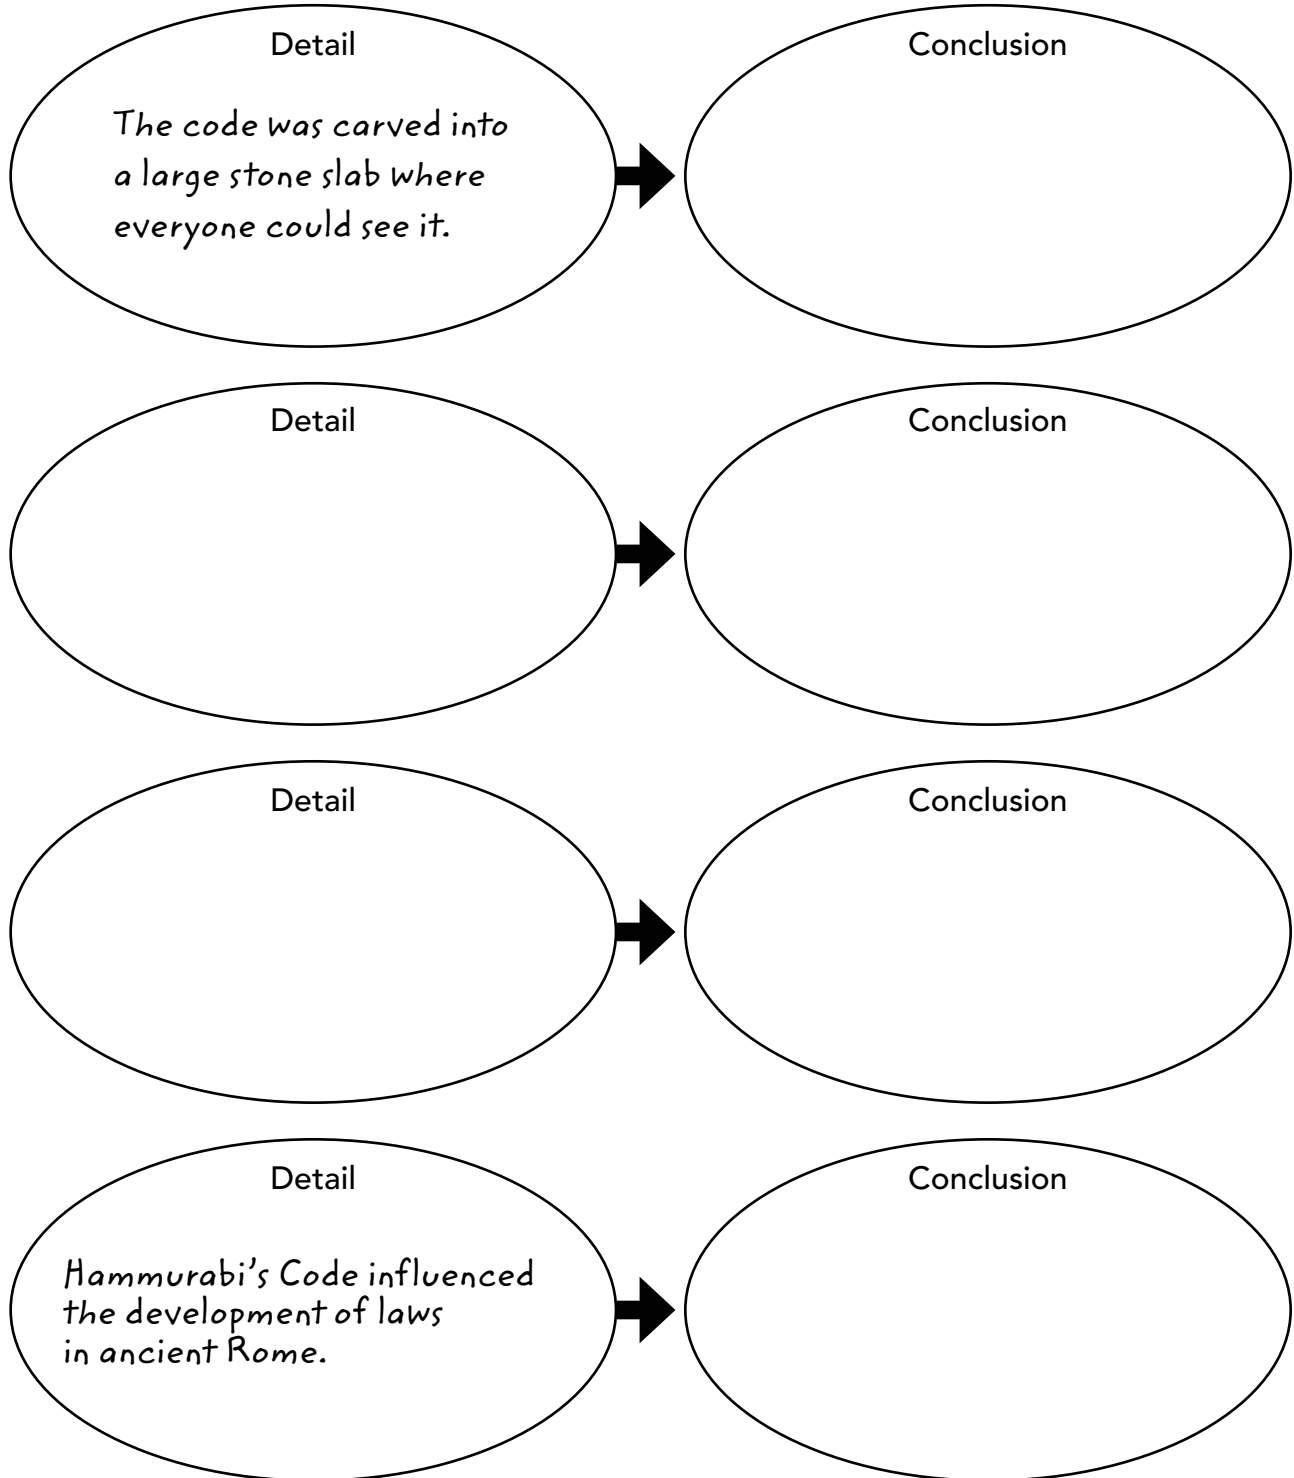 Detail
Conclusion
The code was carved into
a large stone slab where
everyone could see it.
Detail
Conclusion
Detail
Conclusion
Detail
Conclusion
Hammurabi's Code influenced
the development of laws
in ancient Rome.